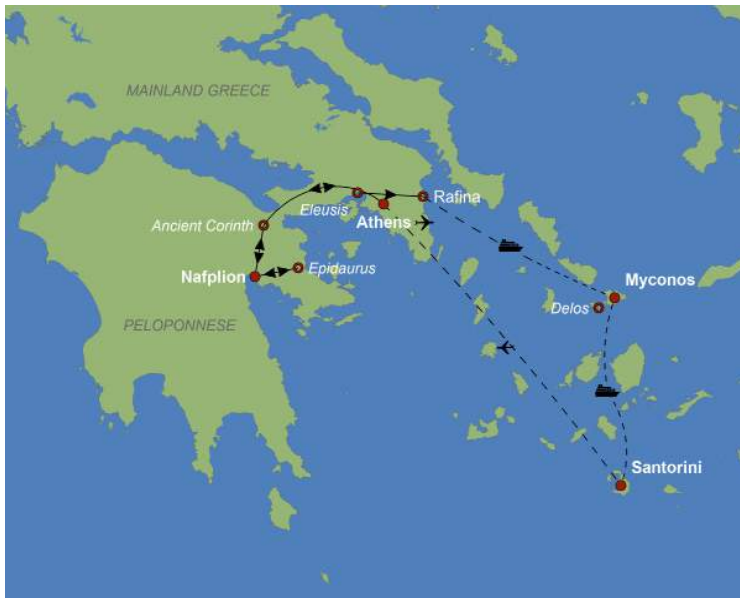 MAINLAND GREECE
Eleusis
Rafina
Athens
Ancient Corinth
Nafplion
Epidaurus
Myconos
Delos
PELOPONNESE
Santorini